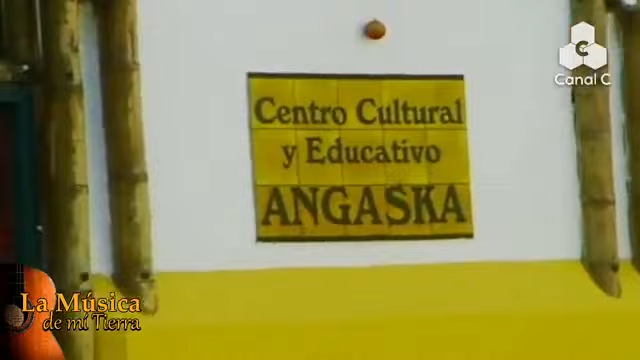 Canal C
Centro Cultural
y Educativo
ANGASKA
La Música
de mi Tierra